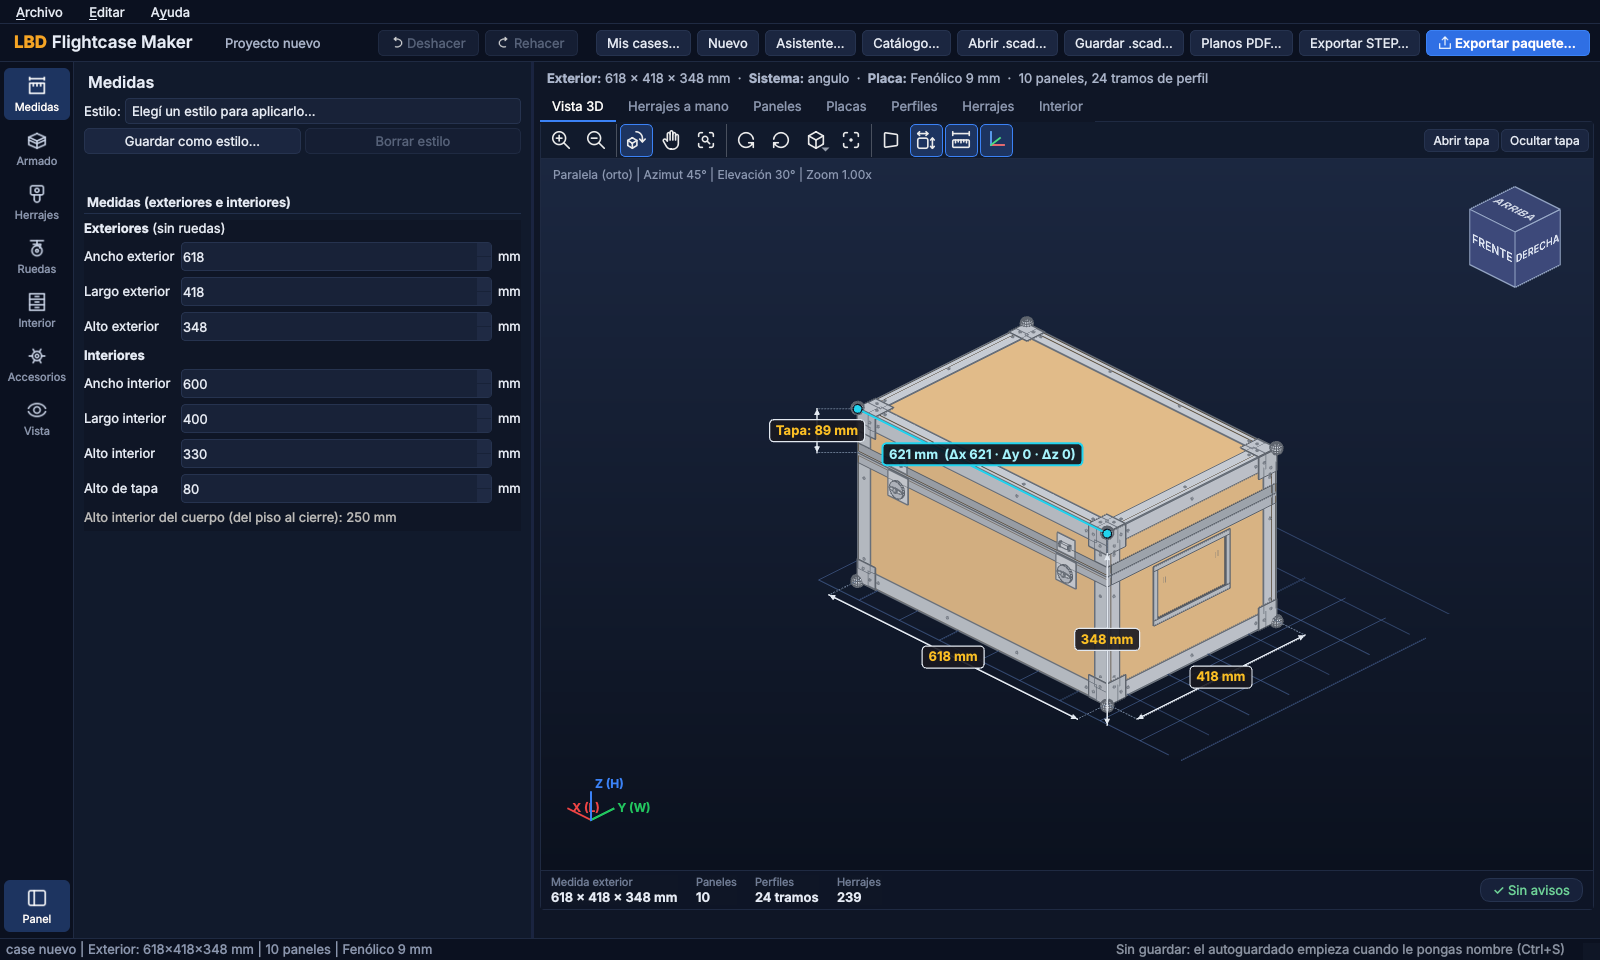 Archivo Editar Ayuda
LBD Flightcase Maker Proyecto nuevo Deshacer Rehacer Mis cases... Nuevo Asistente... Catálogo... Abrir .scad... Guardar .scad... Planos PDF... Exportar STEP... Exportar paquete...
Medidas
Armado
Herrajes
Ruedas
Interior
Accesorios
Vista
Panel
Medidas
Estilo: Elegí un estilo para aplicarlo...
Guardar como estilo... Borrar estilo
Medidas (exteriores e interiores)
Exteriores (sin ruedas)
Ancho exterior 618 mm
Largo exterior 418 mm
Alto exterior 348 mm
Interiores
Ancho interior 600 mm
Largo interior 400 mm
Alto interior 330 mm
Alto de tapa 80 mm
Alto interior del cuerpo (del piso al cierre): 250 mm
Exterior: 618 × 418 × 348 mm · Sistema: angulo · Placa: Fenólico 9 mm · 10 paneles, 24 tramos de perfil
Vista 3D Herrajes a mano Paneles Placas Perfiles Herrajes Interior
Abrir tapa Ocultar tapa
Paralela (orto) | Azimut 45° | Elevación 30° | Zoom 1.00x
ARRIBA
FRENTE
DERECHA
Tapa: 89 mm
621 mm (Δx 621 · Δy 0 · Δz 0)
348 mm
618 mm
418 mm
Z (H)
X (L)
Y (W)
Medida exterior Paneles Perfiles Herrajes
618 × 418 × 348 mm 10 24 tramos 239
✓ Sin avisos
case nuevo | Exterior: 618×418×348 mm | 10 paneles | Fenólico 9 mm
Sin guardar: el autoguardado empieza cuando le pongas nombre (Ctrl+S)